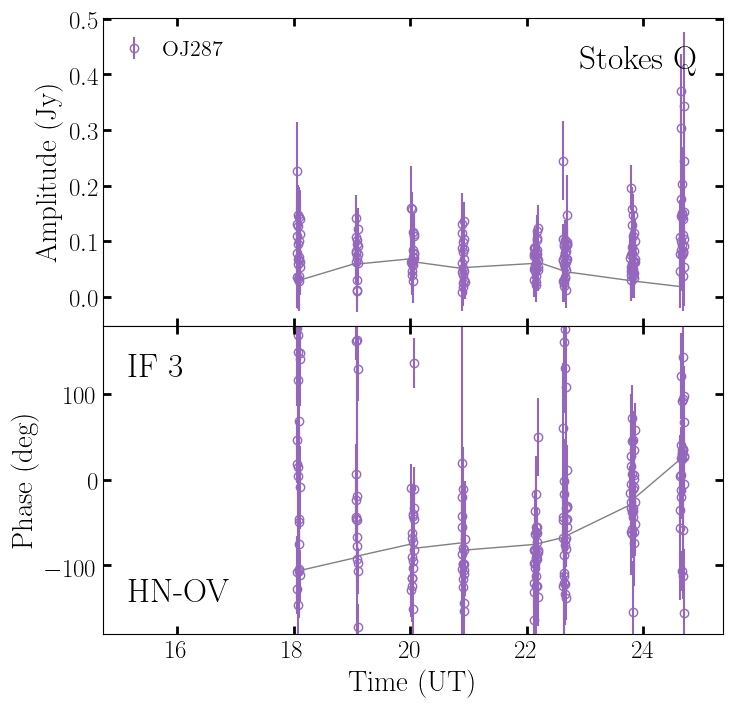 0.5
OJ287
Stokes Q
0.4
0.3
0.2
0.1
0.0
Amplitude (Jy)
IF 3
100
0
−100
Phase (deg)
HN-OV
16 18 20 22 24
Time (UT)